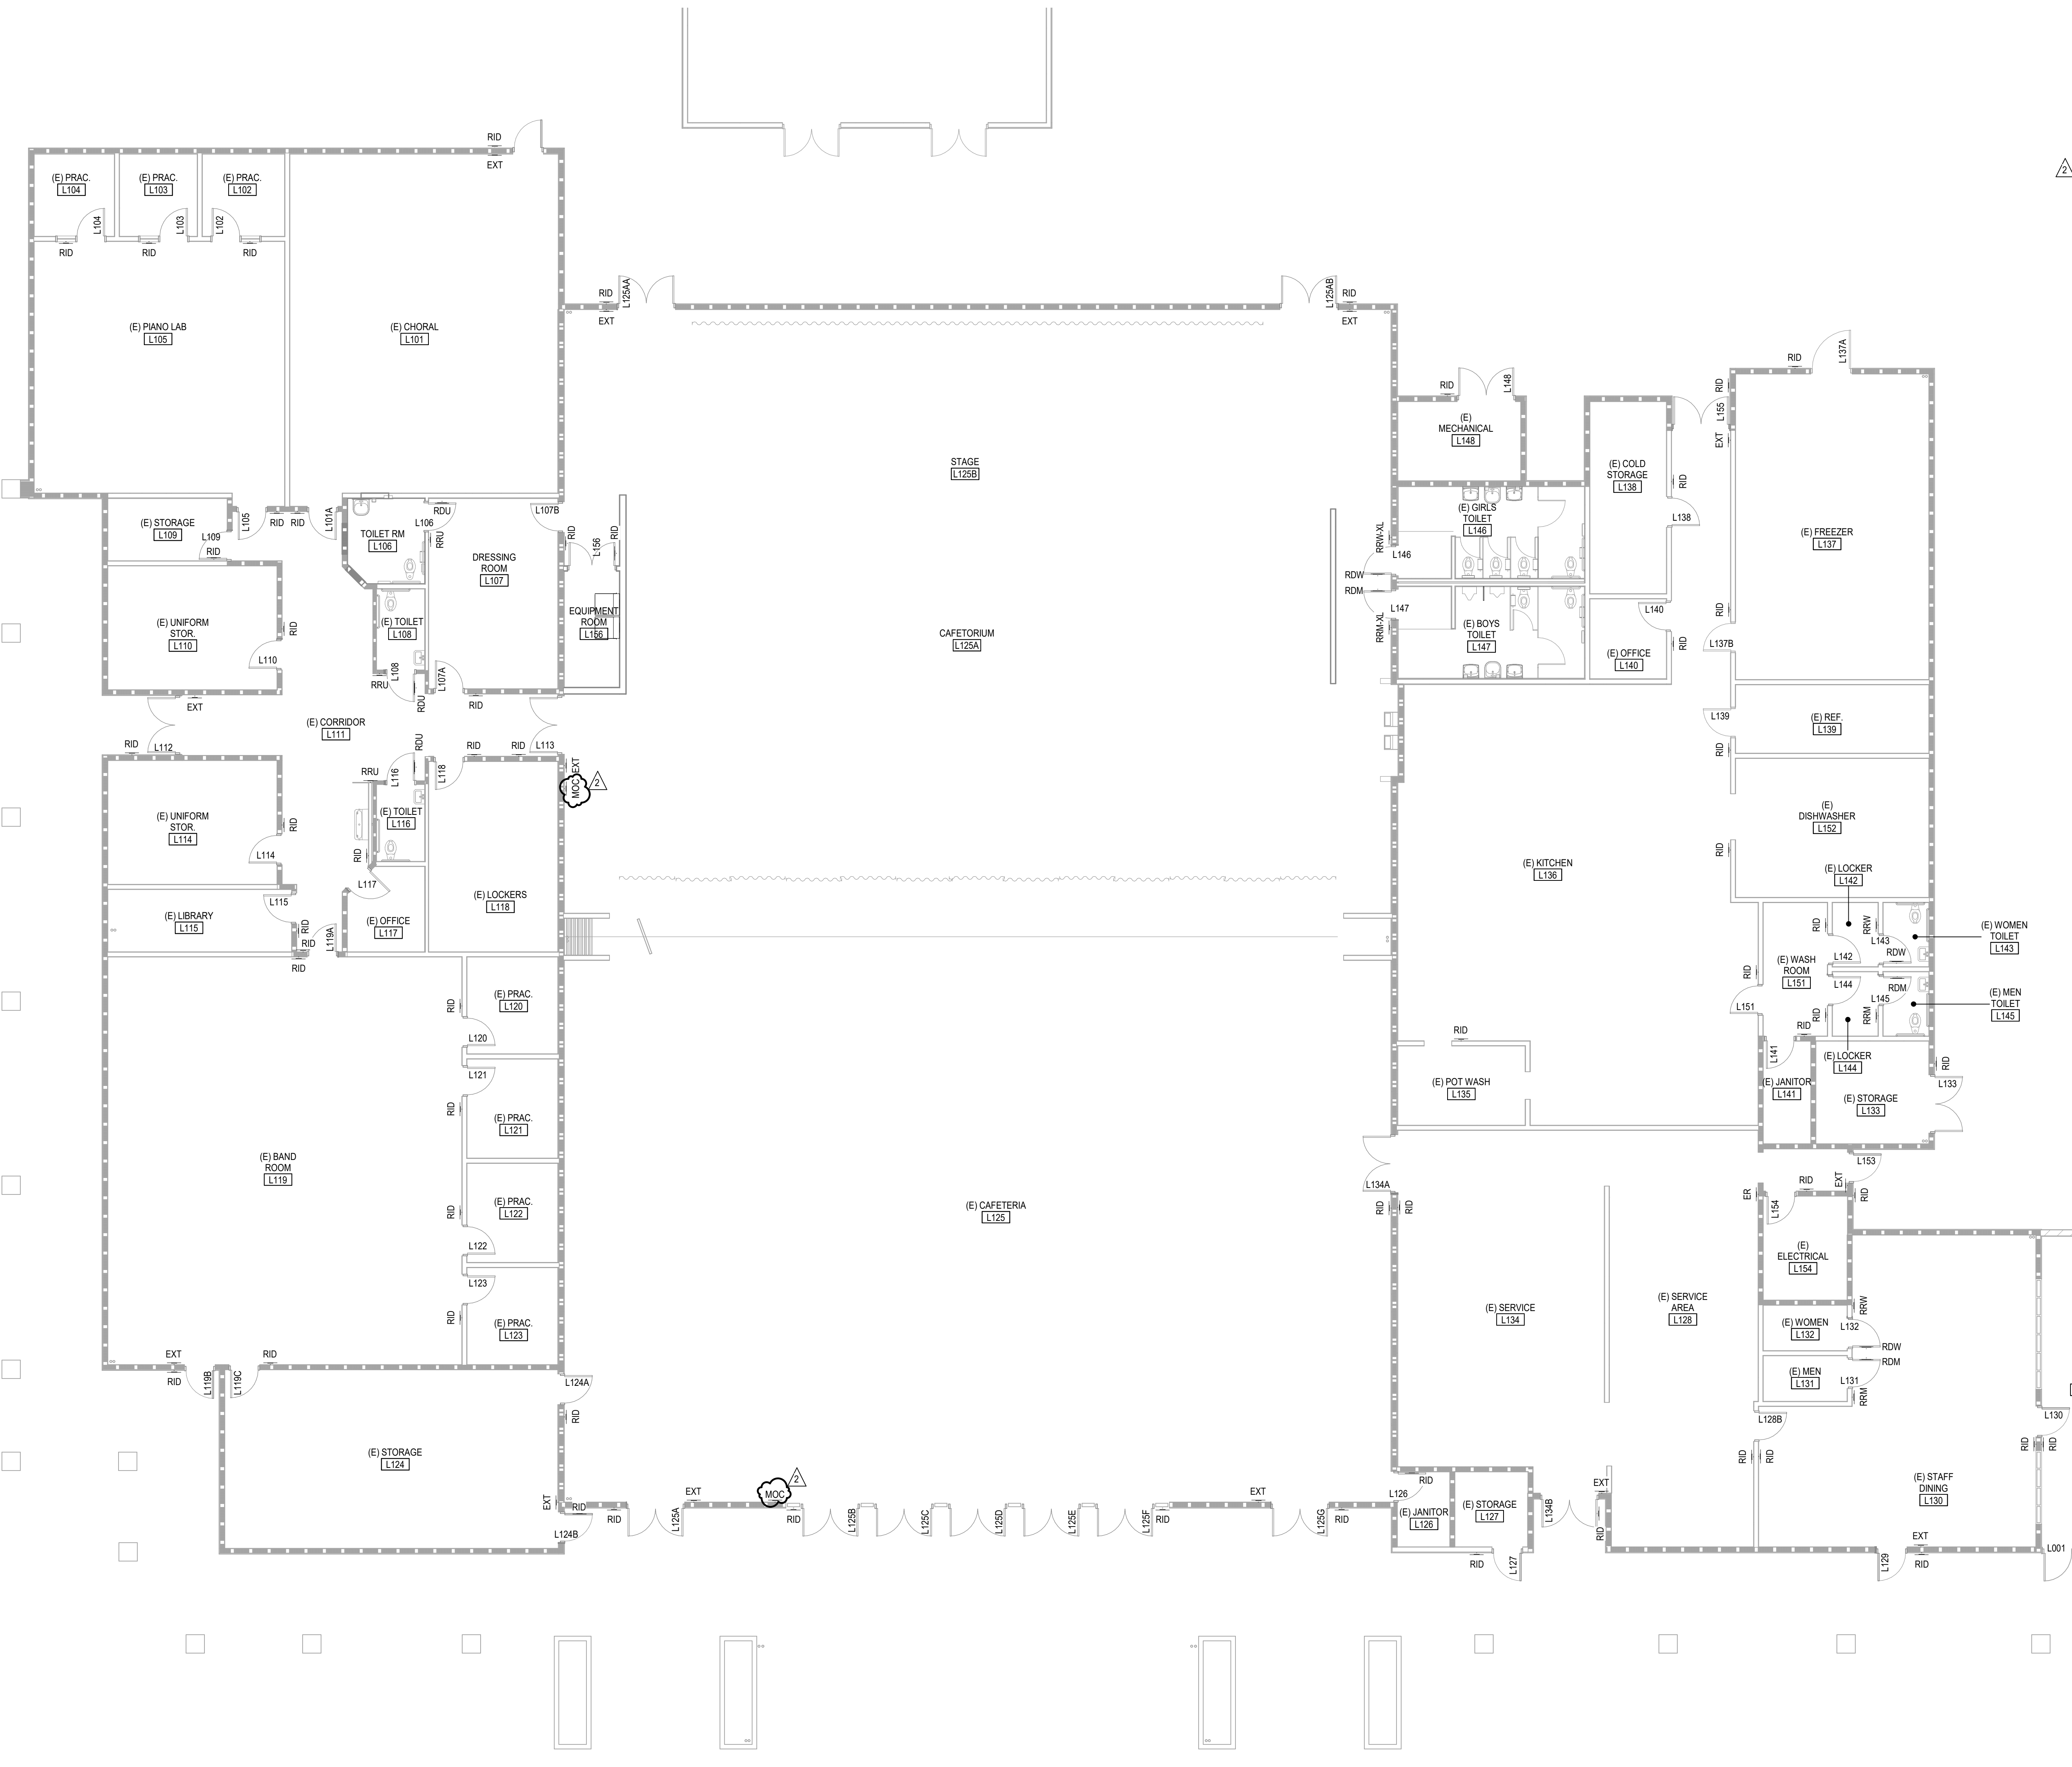 RID
EXT
2
(E) PRAC.
L104
(E) PRAC.
L103
(E) PRAC.
L102
L104
L103
L102
RID
RID
RID
RID
L125AA
EXT
L125AB
RID
EXT
(E) PIANO LAB
L105
(E) CHORAL
L101
RID
L137A
RID
L148
RID
L155
EXT
(E)
MECHANICAL
L148
STAGE
L125B
(E) COLD
STORAGE
L138
RID
L138
(E) STORAGE
L109
L109
RID
L105
RID
RID
L101A
TOILET RM
L106
L106
RDU
RRU
L107B
RID
L156
RID
DRESSING
ROOM
L107
(E) GIRLS
TOILET
L146
RRW-XL
L146
RDW
RDM
L147
RRM-XL
(E) FREEZER
L137
(E) UNIFORM
STOR.
L110
RID
L110
(E) TOILET
L108
L108
RRU
RDU
L107A
RID
EQUIPMENT
ROOM
L156
CAFETORIUM
L125A
(E) BOYS
TOILET
L147
L140
(E) OFFICE
L140
RID
RID
L137B
EXT
(E) CORRIDOR
L111
RID
L112
RDU
RID
RID
L113
L139
(E) REF.
L139
RID
EXT
MOC
2
RRU
L116
L118
(E) UNIFORM
STOR.
L114
RID
L114
(E) TOILET
L116
RID
(E)
DISHWASHER
L152
RID
L117
L115
(E) LIBRARY
L115
RID
RID
L119A
RID
(E) OFFICE
L117
(E) LOCKERS
L118
(E) KITCHEN
L136
(E) LOCKER
L142
RID
RRW
L143
L142
RDW
(E) WOMEN
TOILET
L143
(E) WASH
ROOM
L151
RID
L151
L144
RDM
L145
RID
RRM
(E) MEN
TOILET
L145
RID
(E) PRAC.
L120
RID
L120
RID
(E) LOCKER
L144
L141
RID
L121
RID
(E) PRAC.
L121
(E) POT WASH
L135
(E) JANITOR
L141
(E) STORAGE
L133
L133
(E) BAND
ROOM
L119
L153
EXT
RID
L134A
RID
RID
ER
RID
L154
(E) PRAC.
L122
RID
L122
(E) CAFETERIA
L125
(E)
ELECTRICAL
L154
L123
RID
(E) PRAC.
L123
(E) SERVICE
L134
(E) SERVICE
AREA
L128
RRW
(E) WOMEN
L132
L132
RDW
RDM
(E) MEN
L131
L131
RRM
EXT
RID
L119B
L119C
RID
L124A
RID
L128B
RID
RID
L130
RID
RID
(E) STORAGE
L124
EXT
RID
L124B
EXT
RID
L125A
MOC
2
RID
L125B
L125C
L125D
L125E
L125F
RID
EXT
L125G
RID
RID
L126
(E) JANITOR
L126
(E) STORAGE
L127
RID
L127
EXT
L134B
RID
(E) STAFF
DINING
L130
EXT
L129
RID
L001